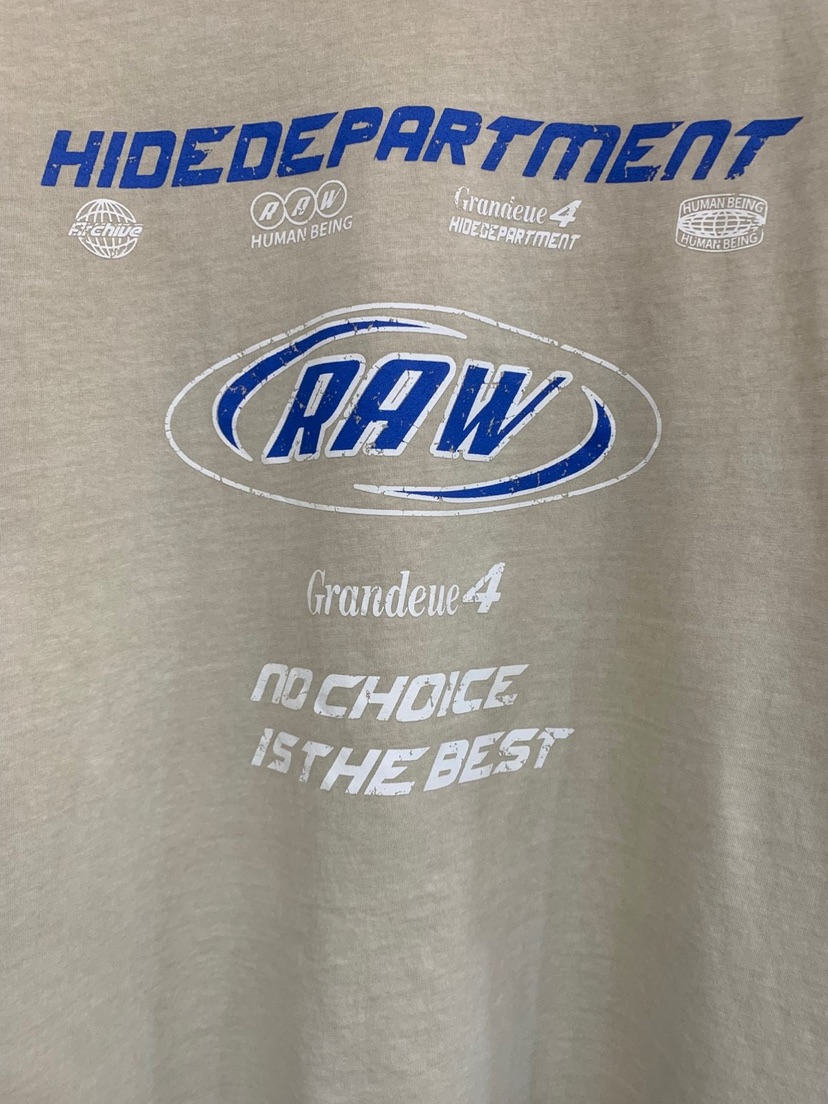 HIDEDEPARTMENT
Archive
RAW
HUMAN BEING
Grandeue 4
HIDEDEPARTMENT
HUMAN BEING
HUMAN BEING
RAW
Grandeue 4
NO CHOICE
IS THE BEST